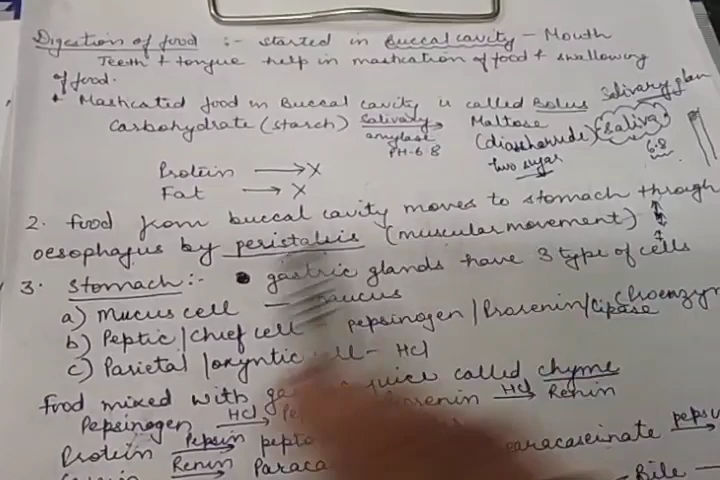 Digestion of food :- started in Buccal cavity - Mouth
Teeth + tongue help in mastication of food + swallowing
of food.
+ Masticated food in Buccal cavity is called Bolus
Salivary glan
Carbohydrate (starch) Salivary amylase PH-6.8 → Maltose
(diasaccharude) saliva
two sugar
6.8
Protein → X
Fat → X
2. food from buccal cavity moves to stomach through
oesophagus by peristalsis (muscular movement)
3. Stomach:- gastric glands have 3 type of cells
a) Mucus cell - mucus
b) Peptic / Chief cell pepsinogen / Prorenin / Lipase
c) Parietal / oxyntic - HCl
food mixed with juice called chyme
Pepsinogen HCl → HCl → Renin
Protein Pepsin →
Renin →
- Bile -